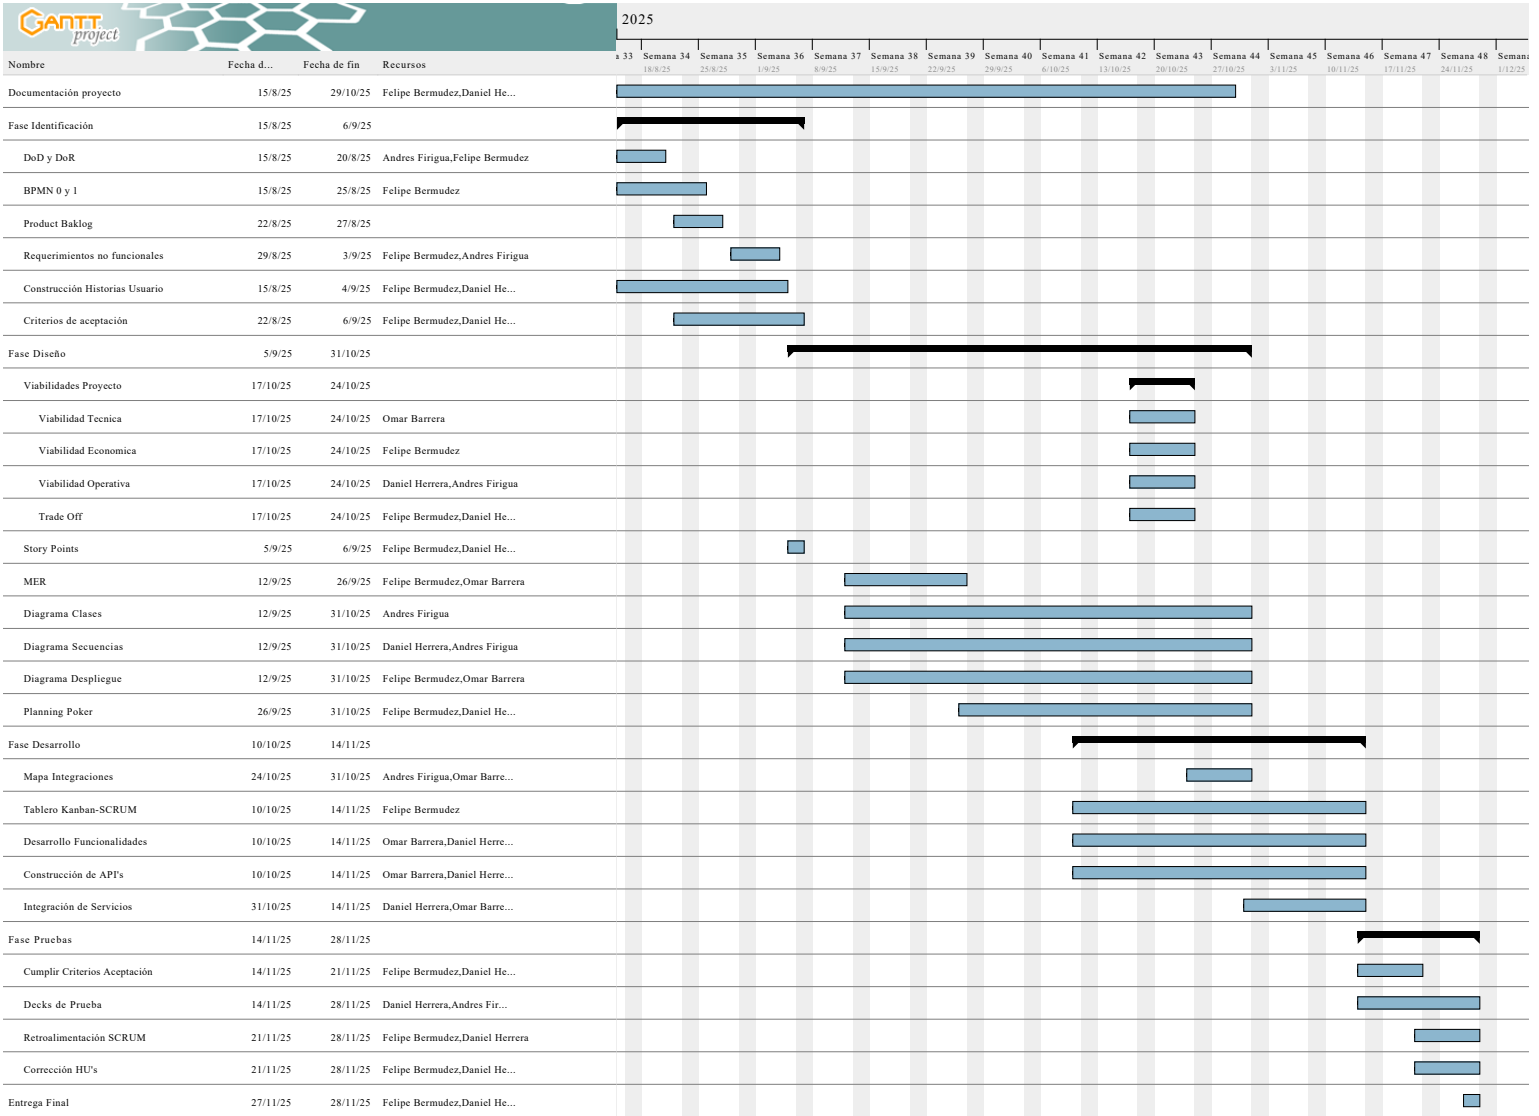 GANTT project
2025
a 33 Semana 34 Semana 35 Semana 36 Semana 37 Semana 38 Semana 39 Semana 40 Semana 41 Semana 42 Semana 43 Semana 44 Semana 45 Semana 46 Semana 47 Semana 48 Semana
18/8/25 25/8/25 1/9/25 8/9/25 15/9/25 22/9/25 29/9/25 6/10/25 13/10/25 20/10/25 27/10/25 3/11/25 10/11/25 17/11/25 24/11/25 1/12/25
Nombre Fecha d... Fecha de fin Recursos
Documentación proyecto 15/8/25 29/10/25 Felipe Bermudez,Daniel He...
Fase Identificación 15/8/25 6/9/25
DoD y DoR 15/8/25 20/8/25 Andres Firigua,Felipe Bermudez
BPMN 0 y 1 15/8/25 25/8/25 Felipe Bermudez
Product Baklog 22/8/25 27/8/25
Requerimientos no funcionales 29/8/25 3/9/25 Felipe Bermudez,Andres Firigua
Construcción Historias Usuario 15/8/25 4/9/25 Felipe Bermudez,Daniel He...
Criterios de aceptación 22/8/25 6/9/25 Felipe Bermudez,Daniel He...
Fase Diseño 5/9/25 31/10/25
Viabilidades Proyecto 17/10/25 24/10/25
Viabilidad Tecnica 17/10/25 24/10/25 Omar Barrera
Viabilidad Economica 17/10/25 24/10/25 Felipe Bermudez
Viabilidad Operativa 17/10/25 24/10/25 Daniel Herrera,Andres Firigua
Trade Off 17/10/25 24/10/25 Felipe Bermudez,Daniel He...
Story Points 5/9/25 6/9/25 Felipe Bermudez,Daniel He...
MER 12/9/25 26/9/25 Felipe Bermudez,Omar Barrera
Diagrama Clases 12/9/25 31/10/25 Andres Firigua
Diagrama Secuencias 12/9/25 31/10/25 Daniel Herrera,Andres Firigua
Diagrama Despliegue 12/9/25 31/10/25 Felipe Bermudez,Omar Barrera
Planning Poker 26/9/25 31/10/25 Felipe Bermudez,Daniel He...
Fase Desarrollo 10/10/25 14/11/25
Mapa Integraciones 24/10/25 31/10/25 Andres Firigua,Omar Barre...
Tablero Kanban-SCRUM 10/10/25 14/11/25 Felipe Bermudez
Desarrollo Funcionalidades 10/10/25 14/11/25 Omar Barrera,Daniel Herre...
Construcción de API's 10/10/25 14/11/25 Omar Barrera,Daniel Herre...
Integración de Servicios 31/10/25 14/11/25 Daniel Herrera,Omar Barre...
Fase Pruebas 14/11/25 28/11/25
Cumplir Criterios Aceptación 14/11/25 21/11/25 Felipe Bermudez,Daniel He...
Decks de Prueba 14/11/25 28/11/25 Daniel Herrera,Andres Fir...
Retroalimentación SCRUM 21/11/25 28/11/25 Felipe Bermudez,Daniel Herrera
Corrección HU's 21/11/25 28/11/25 Felipe Bermudez,Daniel He...
Entrega Final 27/11/25 28/11/25 Felipe Bermudez,Daniel He...